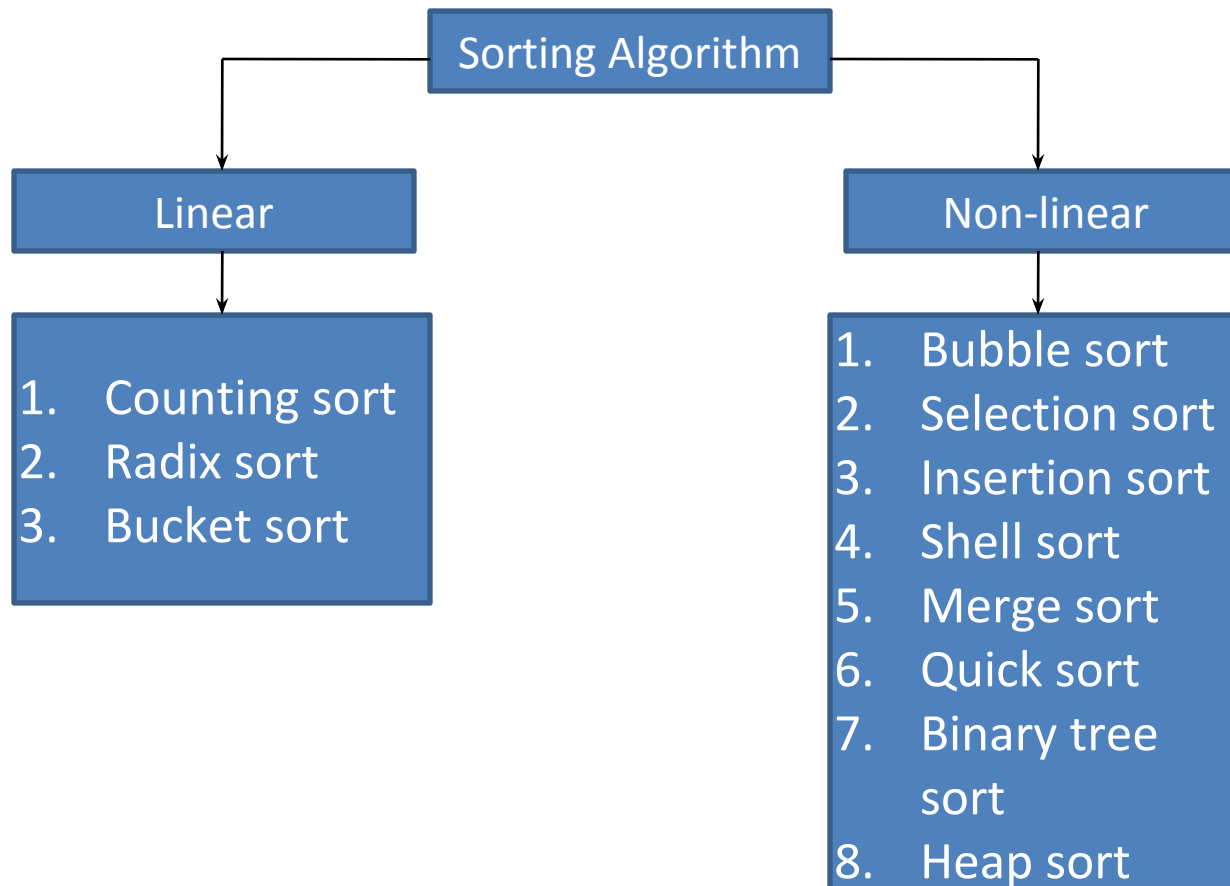 Sorting Algorithm
Linear
Non-linear
1. Counting sort
2. Radix sort
3. Bucket sort
1. Bubble sort
2. Selection sort
3. Insertion sort
4. Shell sort
5. Merge sort
6. Quick sort
7. Binary tree
sort
8. Heap sort